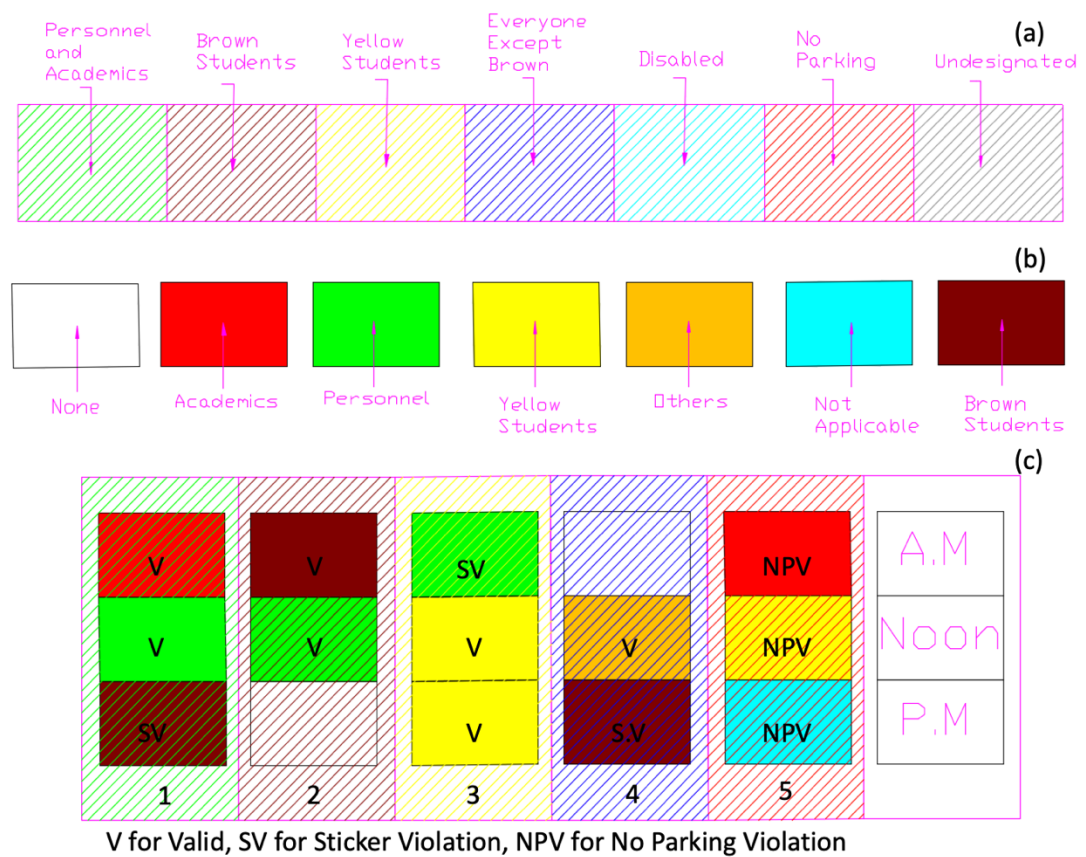 (a)
Personnel
and
Academics
Brown
Students
Yellow
Students
Everyone
Except
Brown
Disabled
No
Parking
Undesignated
(b)
None
Academics
Personnel
Yellow
Students
Others
Not
Applicable
Brown
Students
(c)
V
V
SV
NPV
A.M
V
V
V
V
NPV
Noon
SV
V
S.V
NPV
P.M
1
2
3
4
5
V for Valid, SV for Sticker Violation, NPV for No Parking Violation